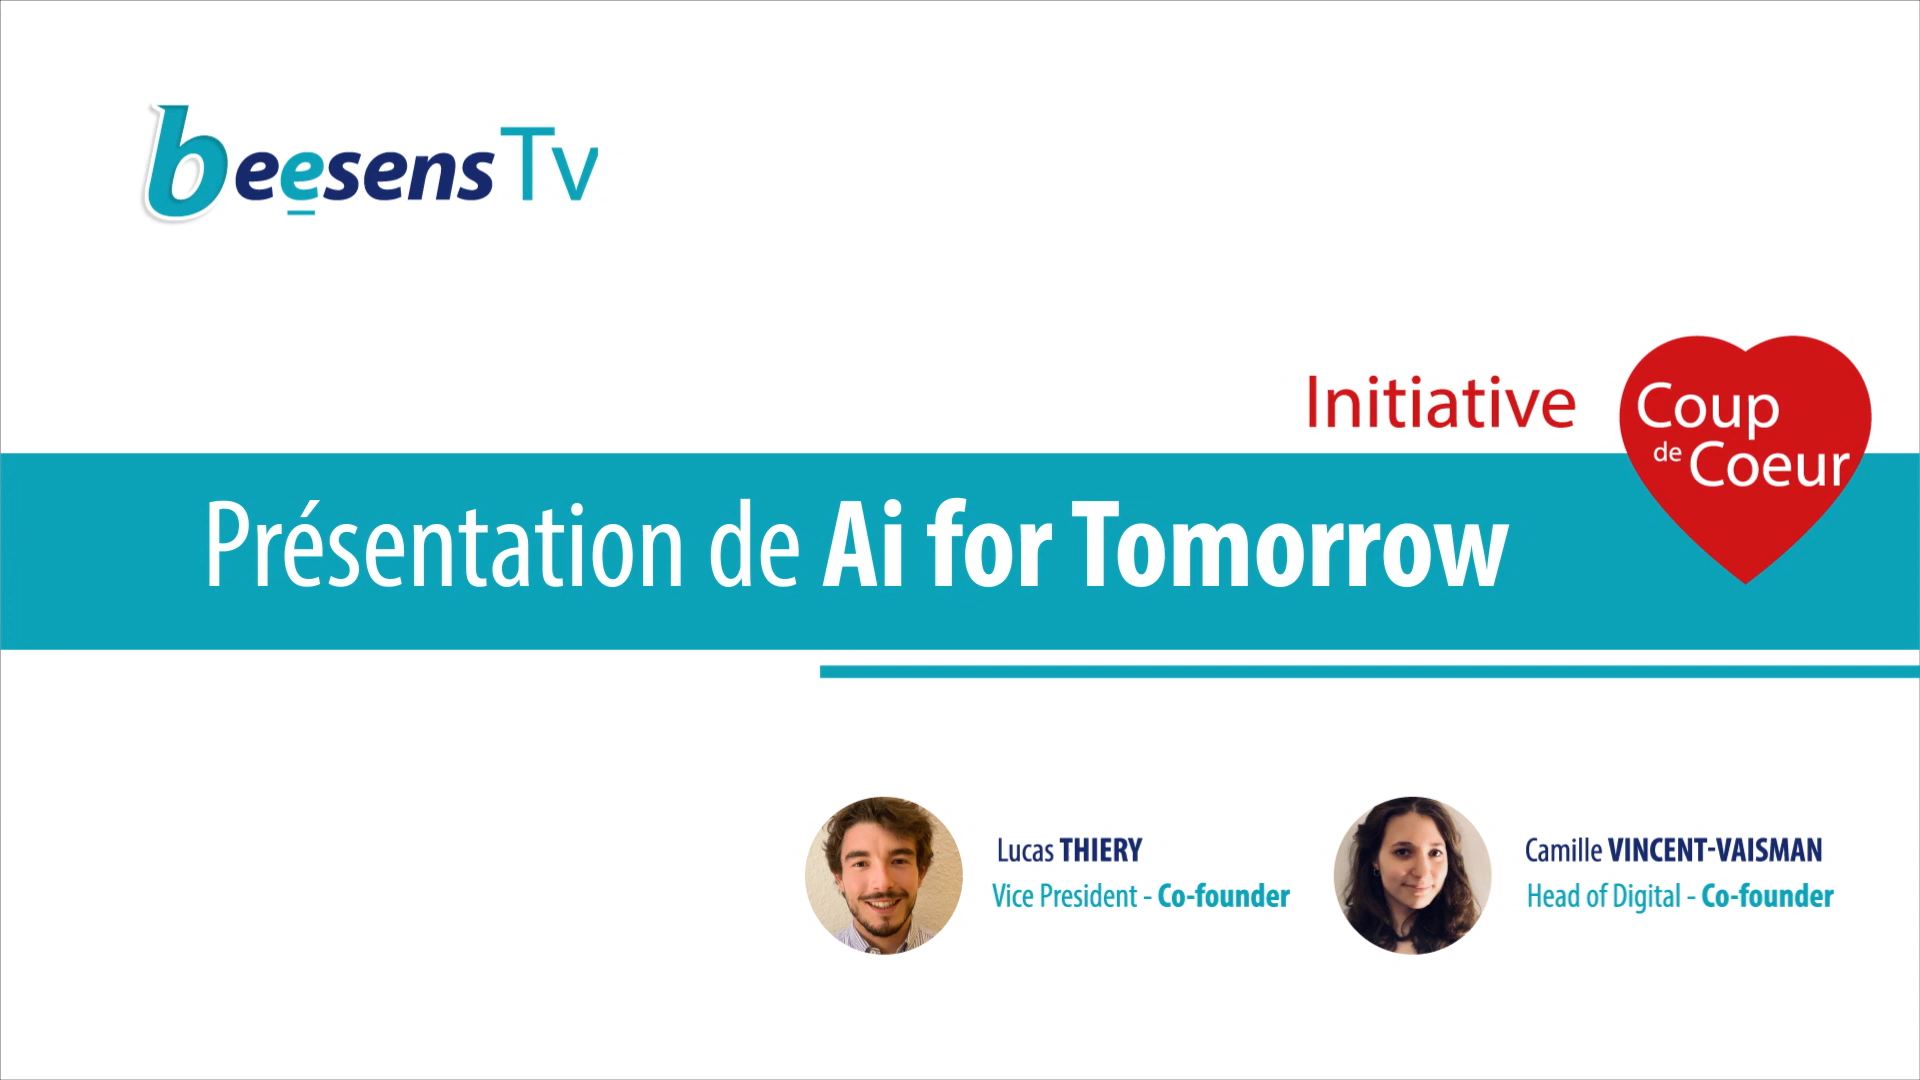 beesens Tv
Initiative
Coup
de Coeur
Présentation de Ai for Tomorrow
Lucas THIERY
Vice President - Co-founder
Camille VINCENT-VAISMAN
Head of Digital - Co-founder